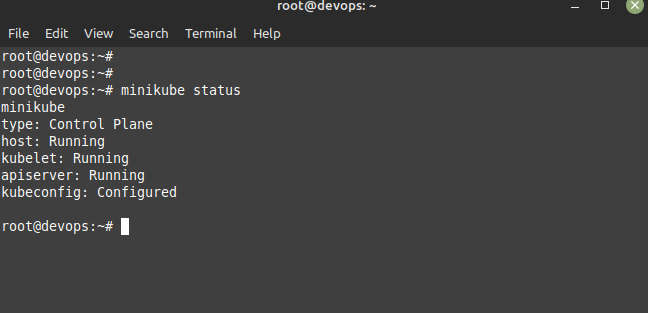 root@devops: ~
File Edit View Search Terminal Help
root@devops:~#
root@devops:~#
root@devops:~# minikube status
minikube
type: Control Plane
host: Running
kubelet: Running
apiserver: Running
kubeconfig: Configured
root@devops:~#